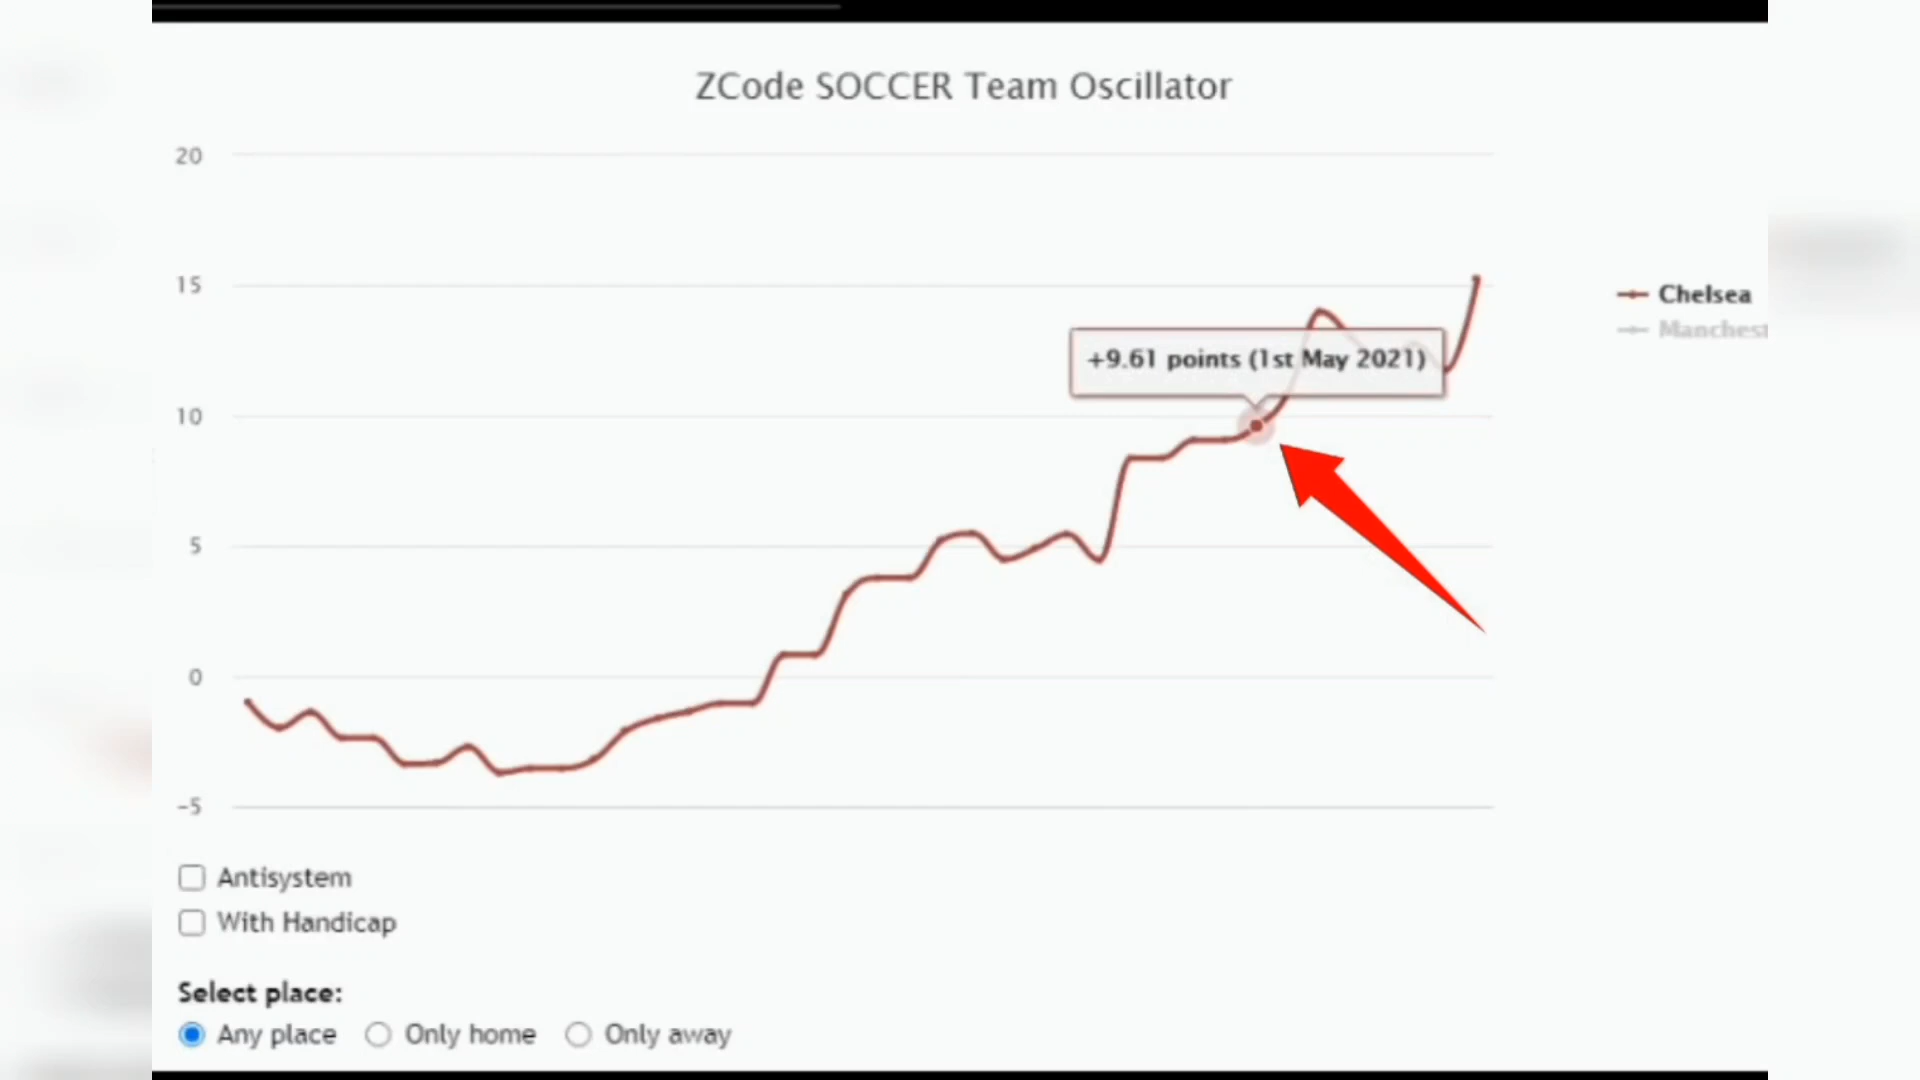 ZCode SOCCER Team Oscillator
20
15
10
5
0
-5
+9.61 points (1st May 2021)
Chelsea
Manchest
Antisystem
With Handicap
Select place:
Any place
Only home
Only away